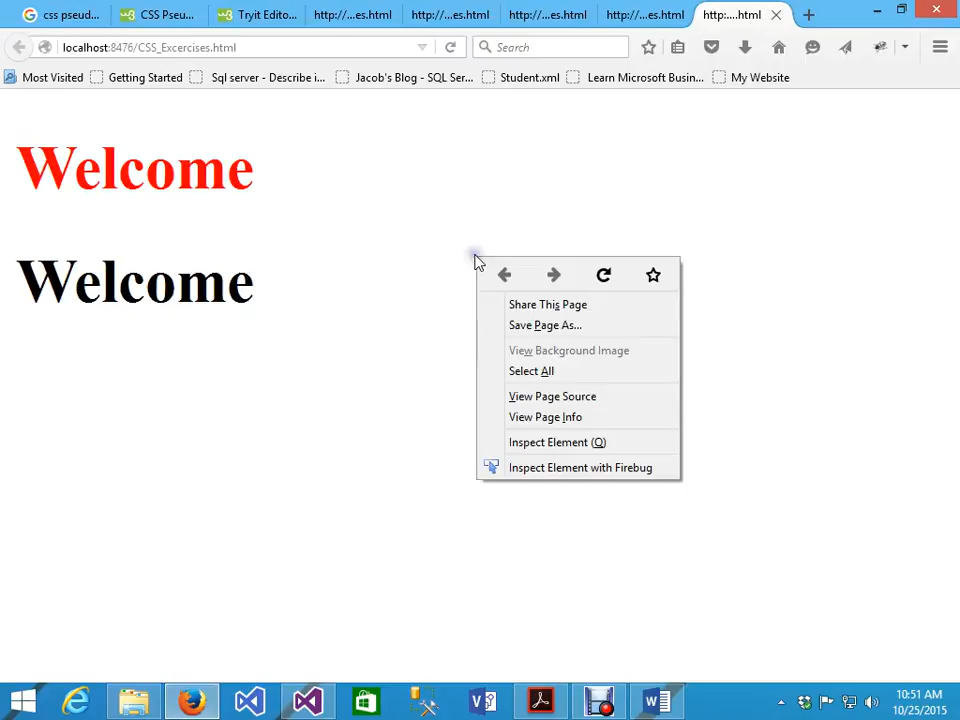 css pseud...
CSS Pseu...
Tryit Edito...
http://...es.html
http://...es.html
http://...es.html
http://...es.html
http:....html
localhost:8476/CSS_Excercises.html
Search
Most Visited
Getting Started
Sql server - Describe i...
Jacob's Blog - SQL Ser...
Student.xml
Learn Microsoft Busin...
My Website
Welcome
Welcome
Share This Page
Save Page As...
View Background Image
Select All
View Page Source
View Page Info
Inspect Element (Q)
Inspect Element with Firebug
10:51 AM
10/25/2015